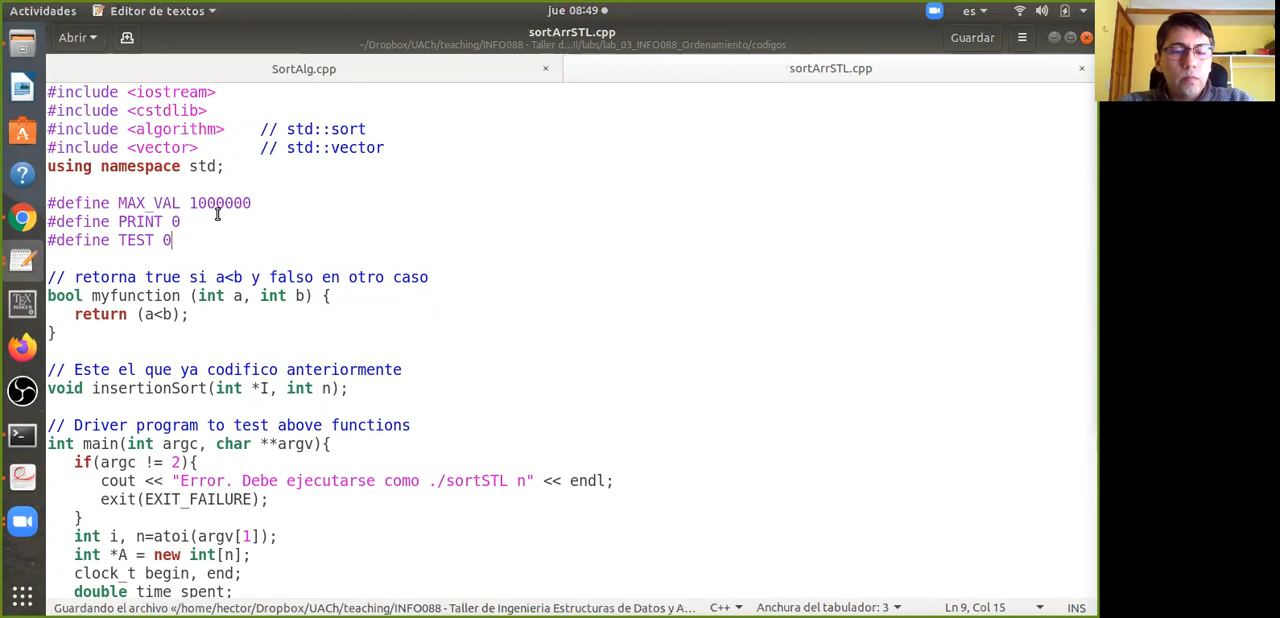 Actividades Editor de textos jue 08:49 es
Abrir sortArrSTL.cpp Guardar
~/Dropbox/UACh/teaching/INFO088 - Taller d...II/labs/lab_03_INFO088_Ordenamiento/codigos
SortAlg.cpp × sortArrSTL.cpp ×
#include <iostream>
#include <cstdlib>
#include <algorithm> // std::sort
#include <vector> // std::vector
using namespace std;
#define MAX_VAL 1000000
#define PRINT 0
#define TEST 0
// retorna true si a<b y falso en otro caso
bool myfunction (int a, int b) {
return (a<b);
}
// Este el que ya codifico anteriormente
void insertionSort(int *I, int n);
// Driver program to test above functions
int main(int argc, char **argv){
if(argc != 2){
cout << "Error. Debe ejecutarse como ./sortSTL n" << endl;
exit(EXIT_FAILURE);
}
int i, n=atoi(argv[1]);
int *A = new int[n];
clock_t begin, end;
double time_spent;
Guardando el archivo «/home/hector/Dropbox/UACh/teaching/INFO088 - Taller de Ingenieria Estructuras de Datos y A... C++ Anchura del tabulador: 3 Ln 9, Col 15 INS